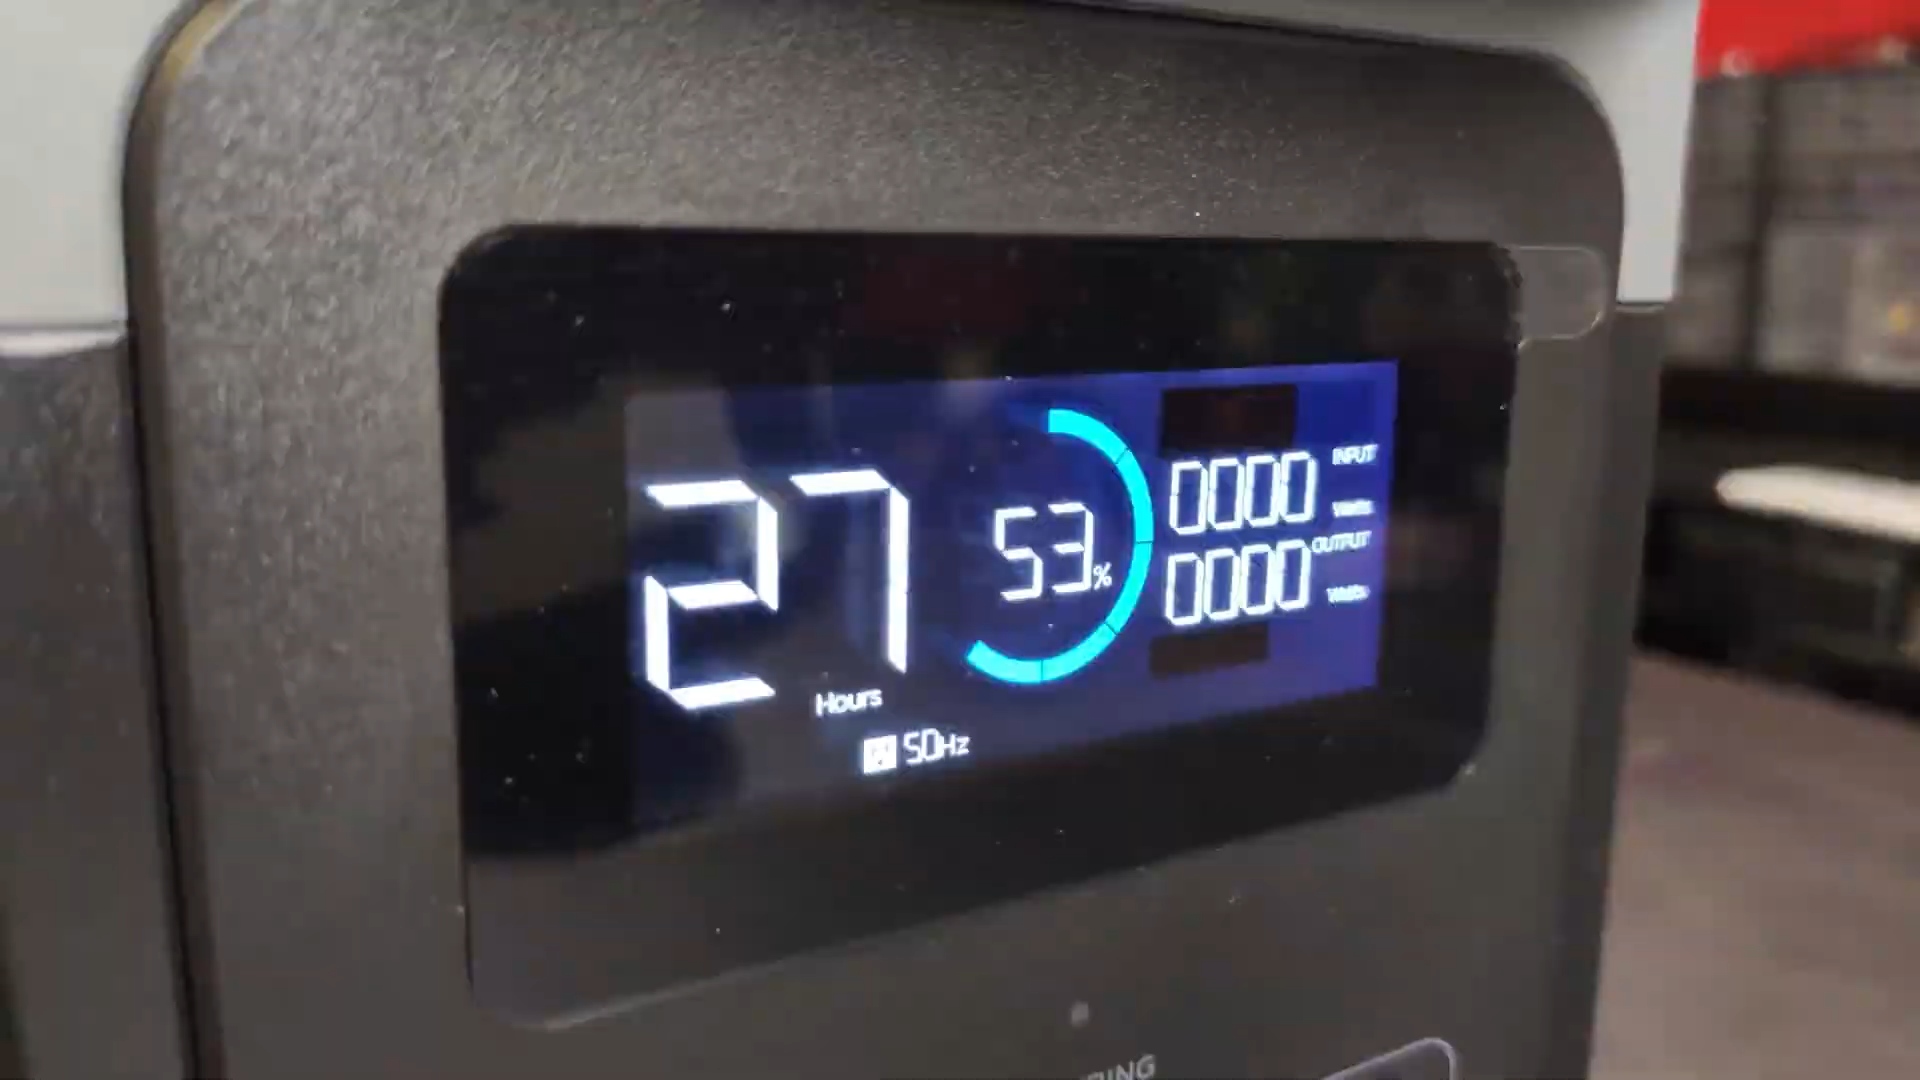 27
Hours
53%
0000 INPUT
Watts
0000 OUTPUT
Watts
50Hz